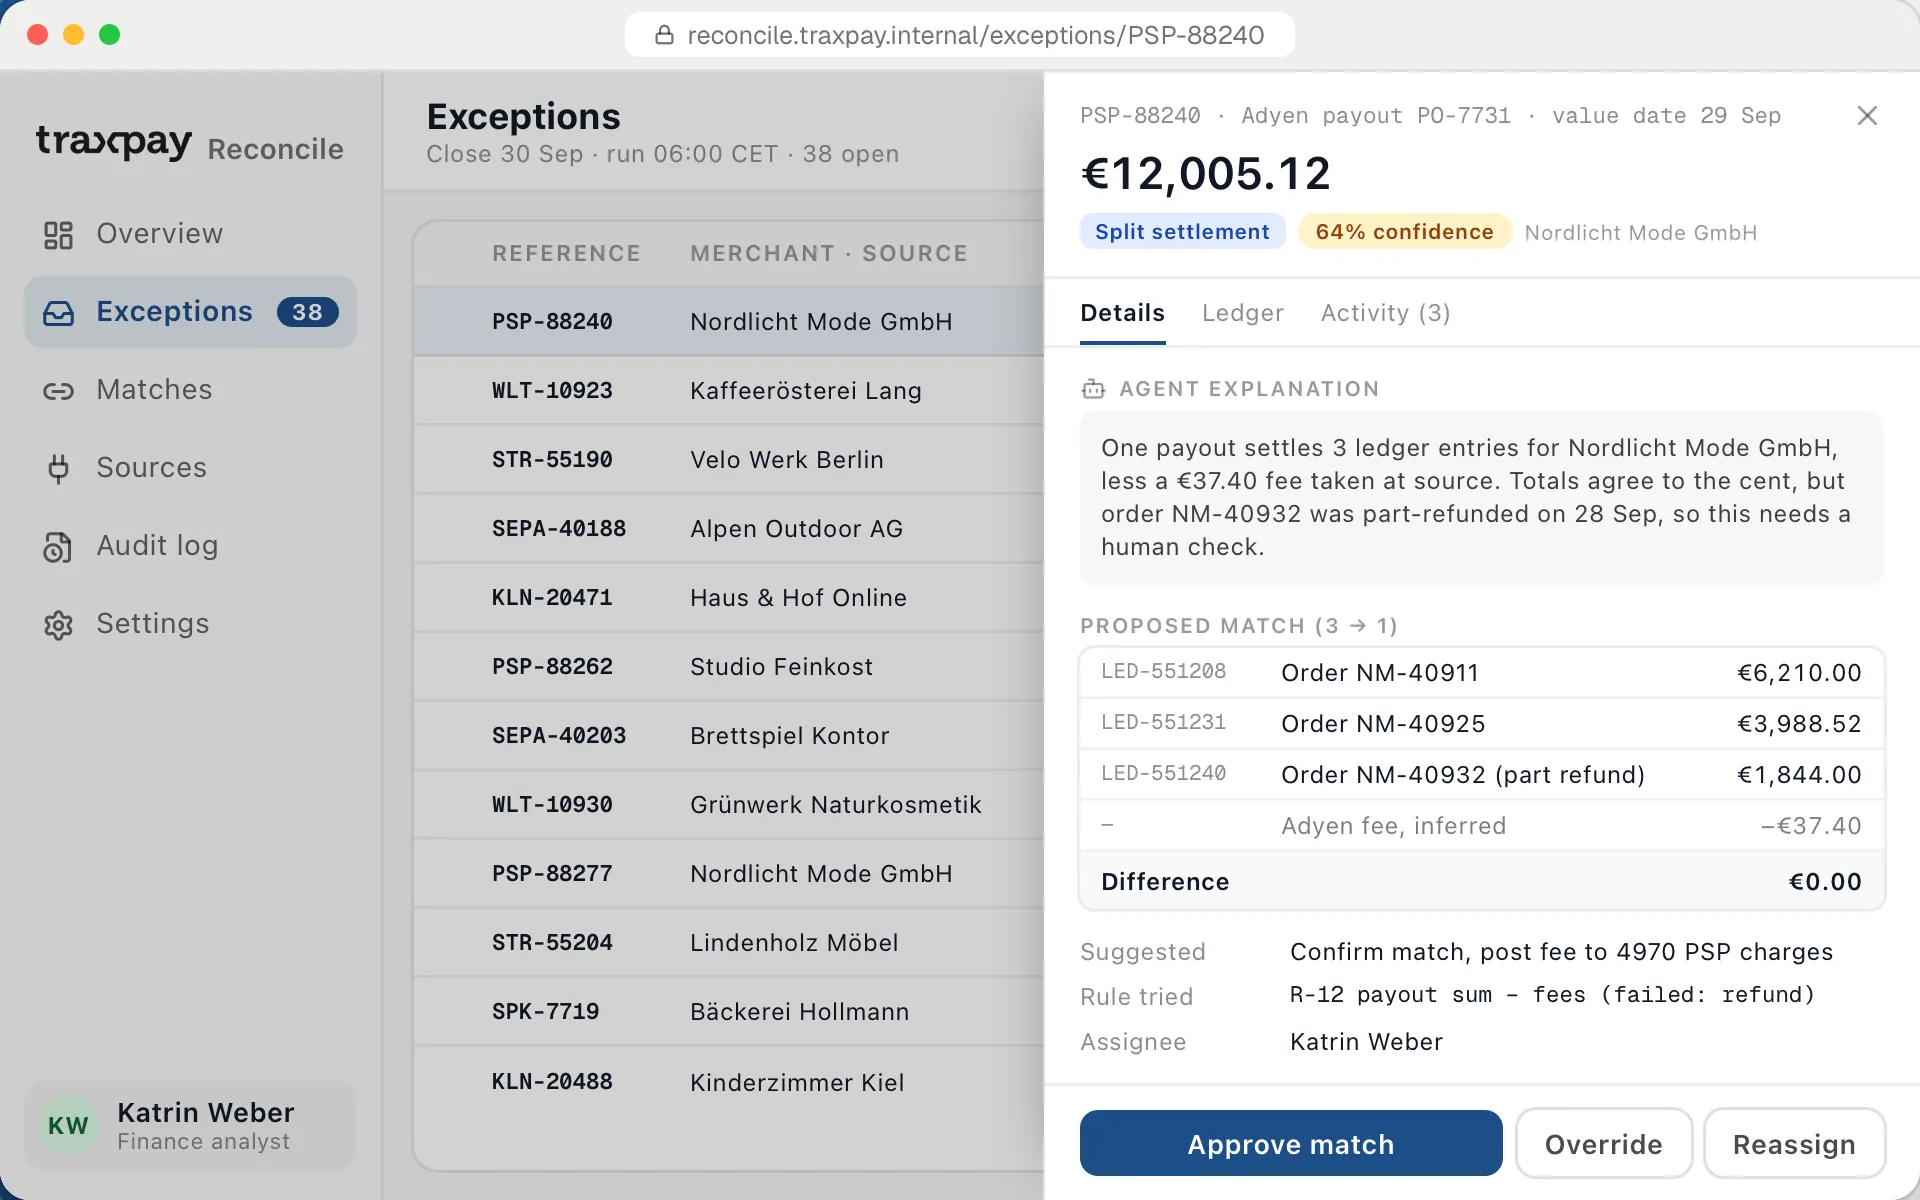 reconcile.traxpay.internal/exceptions/PSP-88240
traxpay Reconcile
Overview
Exceptions 38
Matches
Sources
Audit log
Settings
KW
Katrin Weber
Finance analyst
Exceptions
Close 30 Sep · run 06:00 CET · 38 open
REFERENCE MERCHANT · SOURCE
PSP-88240 Nordlicht Mode GmbH
WLT-10923 Kaffeerösterei Lang
STR-55190 Velo Werk Berlin
SEPA-40188 Alpen Outdoor AG
KLN-20471 Haus & Hof Online
PSP-88262 Studio Feinkost
SEPA-40203 Brettspiel Kontor
WLT-10930 Grünwerk Naturkosmetik
PSP-88277 Nordlicht Mode GmbH
STR-55204 Lindenholz Möbel
SPK-7719 Bäckerei Hollmann
KLN-20488 Kinderzimmer Kiel
PSP-88240 · Adyen payout PO-7731 · value date 29 Sep
€12,005.12
Split settlement 64% confidence Nordlicht Mode GmbH
Details Ledger Activity (3)
AGENT EXPLANATION
One payout settles 3 ledger entries for Nordlicht Mode GmbH,
less a €37.40 fee taken at source. Totals agree to the cent, but
order NM-40932 was part-refunded on 28 Sep, so this needs a
human check.
PROPOSED MATCH (3 → 1)
LED-551208 Order NM-40911 €6,210.00
LED-551231 Order NM-40925 €3,988.52
LED-551240 Order NM-40932 (part refund) €1,844.00
– Adyen fee, inferred –€37.40
Difference €0.00
Suggested Confirm match, post fee to 4970 PSP charges
Rule tried R-12 payout sum – fees (failed: refund)
Assignee Katrin Weber
Approve match Override Reassign